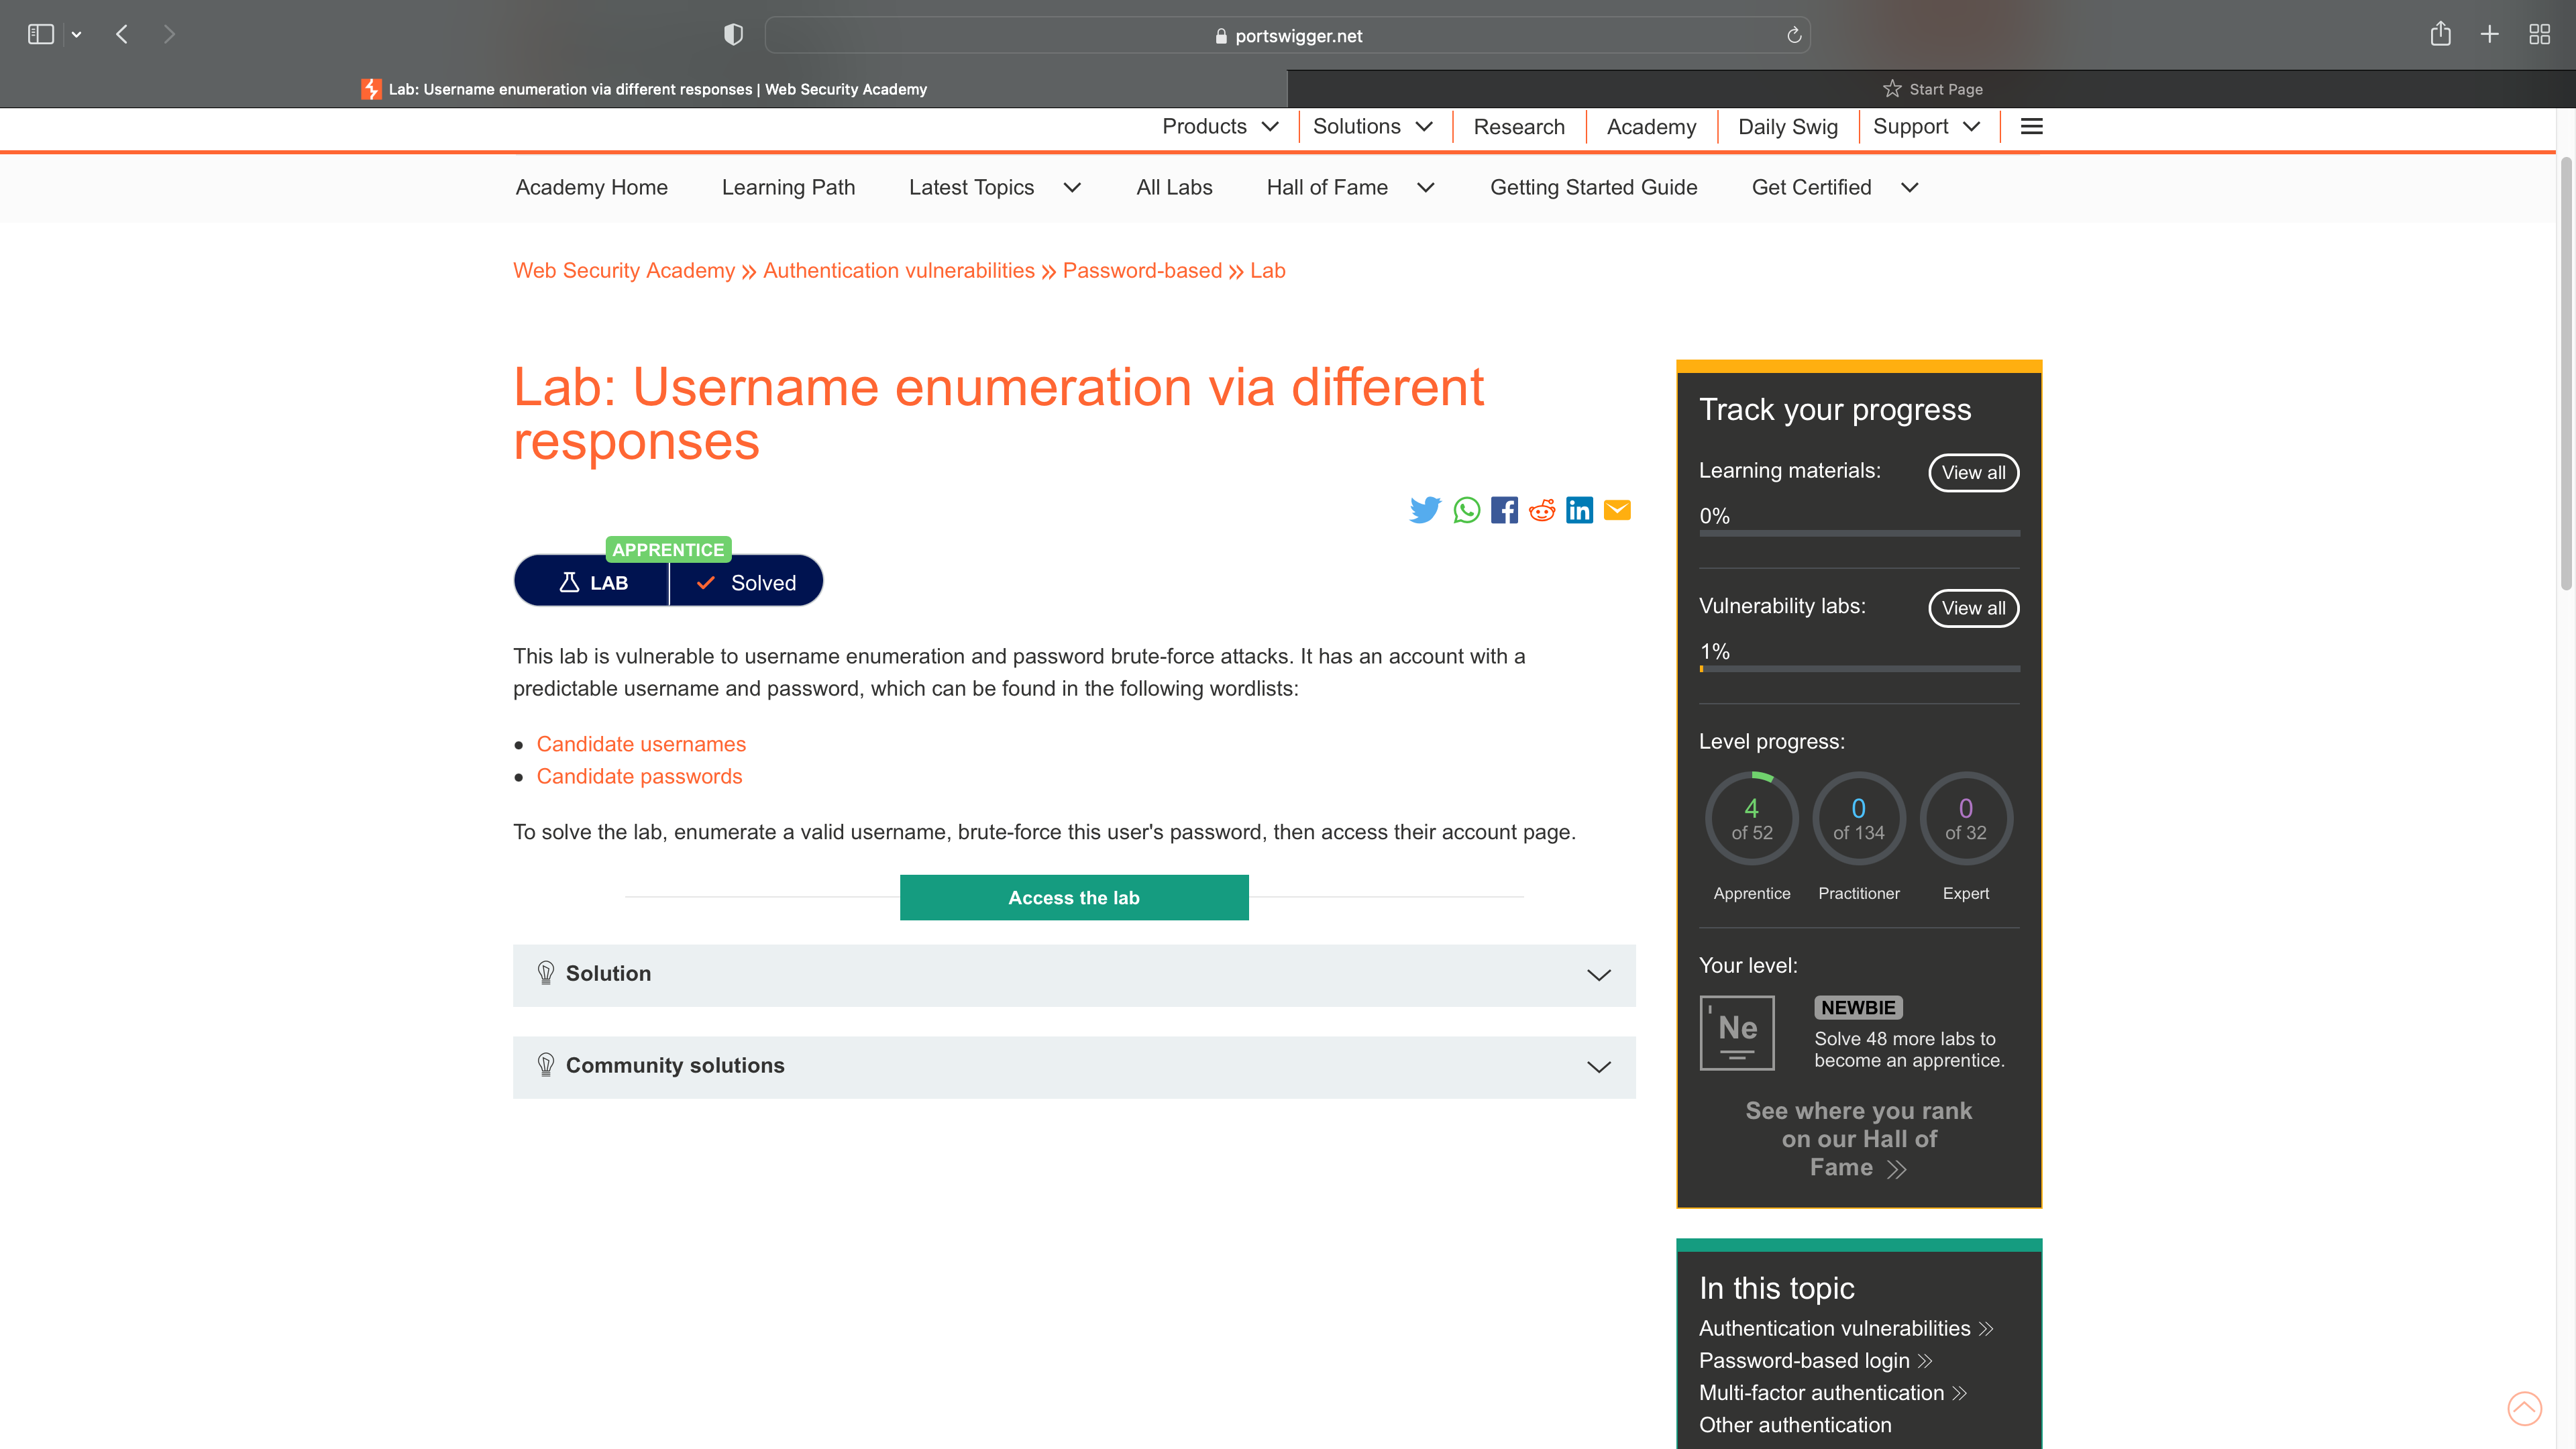 portswigger.net
Lab: Username enumeration via different responses | Web Security Academy
Start Page
Products
Solutions
Research
Academy
Daily Swig
Support
Academy Home
Learning Path
Latest Topics
All Labs
Hall of Fame
Getting Started Guide
Get Certified
Web Security Academy » Authentication vulnerabilities » Password-based » Lab
Lab: Username enumeration via different
responses
APPRENTICE
LAB
Solved
This lab is vulnerable to username enumeration and password brute-force attacks. It has an account with a
predictable username and password, which can be found in the following wordlists:
• Candidate usernames
• Candidate passwords
To solve the lab, enumerate a valid username, brute-force this user's password, then access their account page.
Access the lab
Solution
Community solutions
Track your progress
Learning materials:
View all
0%
Vulnerability labs:
View all
1%
Level progress:
4
of 52
0
of 134
0
of 32
Apprentice
Practitioner
Expert
Your level:
Ne
NEWBIE
Solve 48 more labs to
become an apprentice.
See where you rank
on our Hall of
Fame »
In this topic
Authentication vulnerabilities »
Password-based login »
Multi-factor authentication »
Other authentication